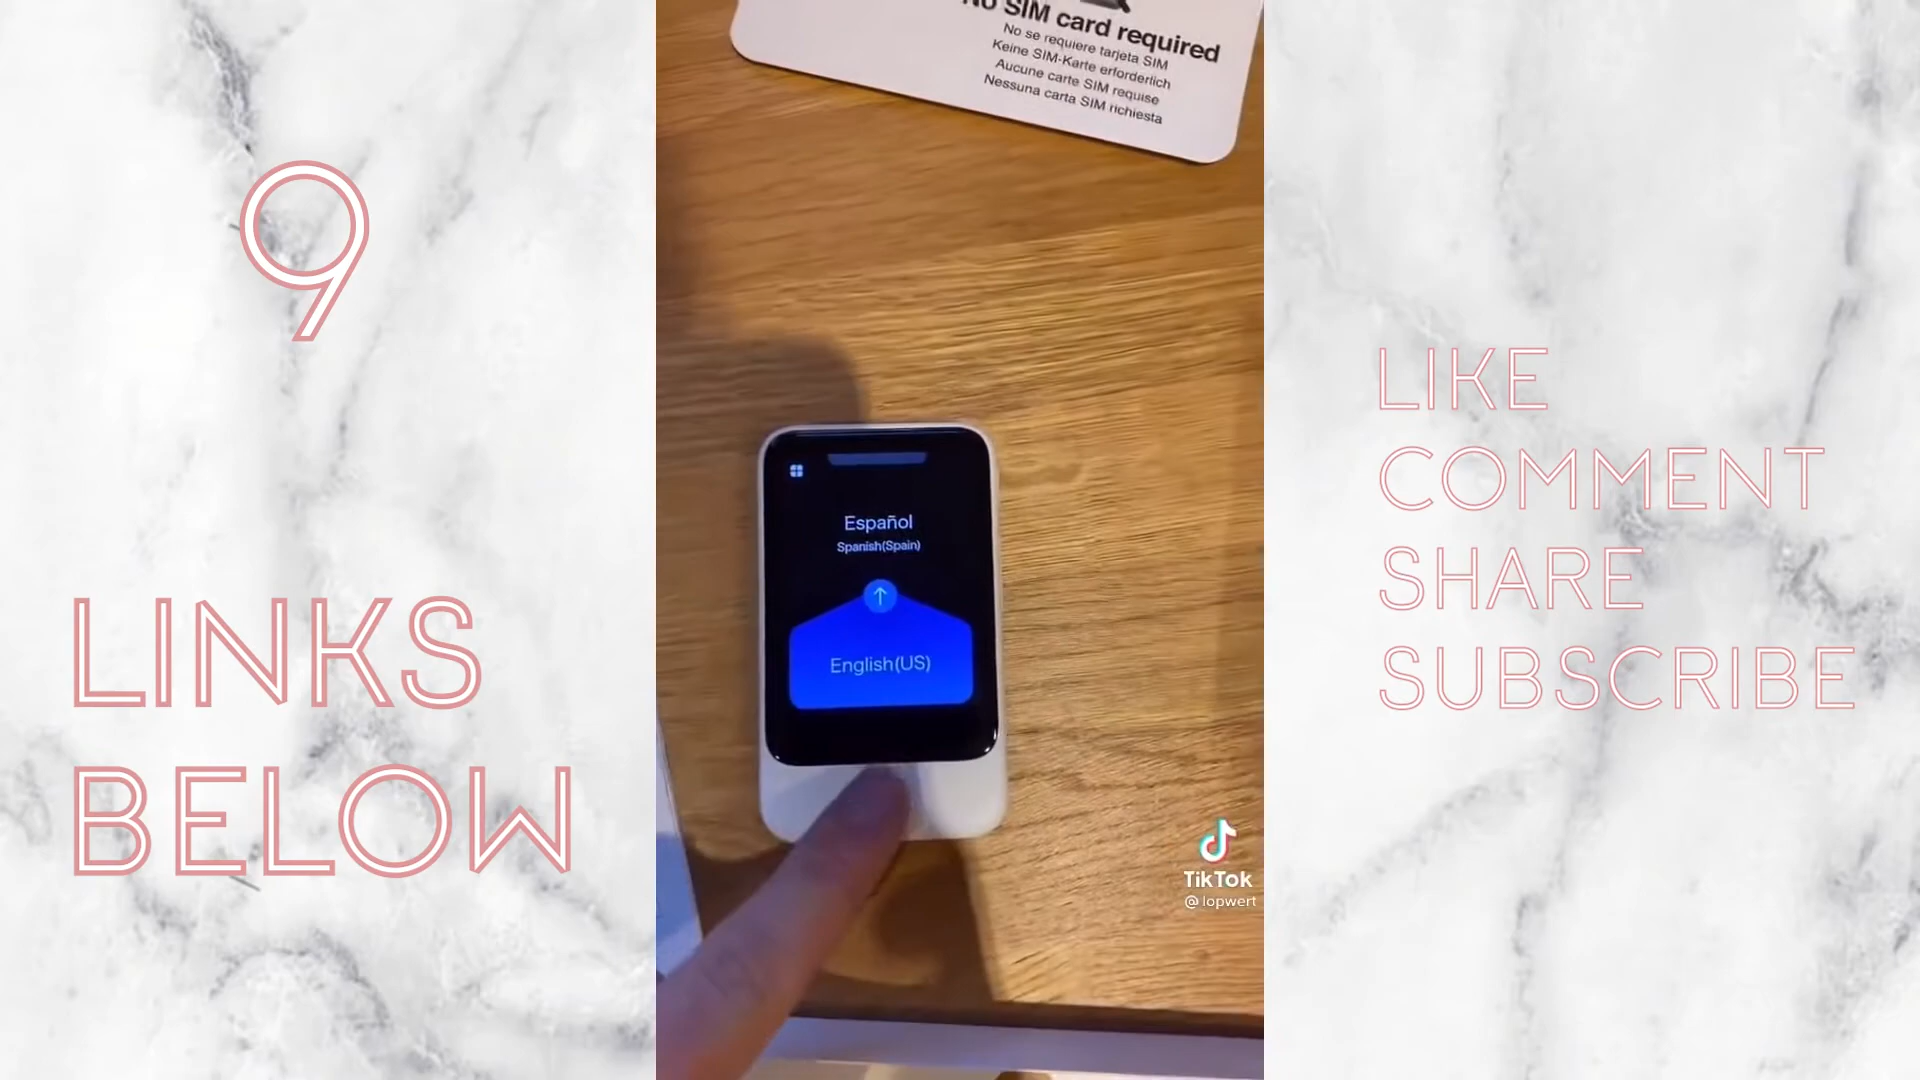 9
LINKS
BELOW
No SIM card required
No se requiere tarjeta SIM
Keine SIM-Karte erforderlich
Aucune carte SIM requise
Nessuna carta SIM richiesta
Español
Spanish(Spain)
English(US)
TikTok
@lopwert
LIKE
COMMENT
SHARE
SUBSCRIBE